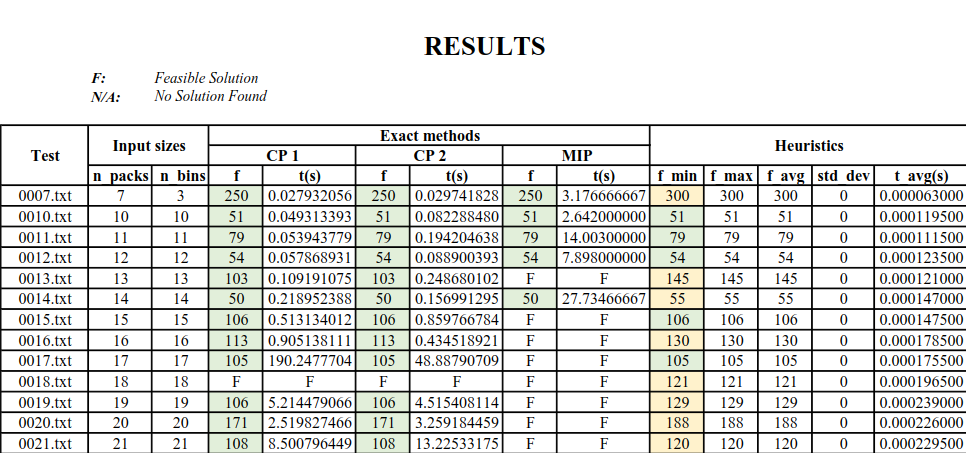 RESULTS
F: Feasible Solution
N/A: No Solution Found
Test Input sizes Exact methods Heuristics
CP 1 CP 2 MIP
n_packs n_bins f t(s) f t(s) f t(s) f_min f_max f_avg std_dev t_avg(s)
0007.txt 7 3 250 0.027932056 250 0.029741828 250 3.176666667 300 300 300 0 0.000063000
0010.txt 10 10 51 0.049313393 51 0.082288480 51 2.642000000 51 51 51 0 0.000119500
0011.txt 11 11 79 0.053943779 79 0.194204638 79 14.00300000 79 79 79 0 0.000111500
0012.txt 12 12 54 0.057868931 54 0.088900393 54 7.898000000 54 54 54 0 0.000123500
0013.txt 13 13 103 0.109191075 103 0.248680102 F F 145 145 145 0 0.000121000
0014.txt 14 14 50 0.218952388 50 0.156991295 50 27.73466667 55 55 55 0 0.000147000
0015.txt 15 15 106 0.513134012 106 0.859766784 F F 106 106 106 0 0.000147500
0016.txt 16 16 113 0.905138111 113 0.434518921 F F 130 130 130 0 0.000178500
0017.txt 17 17 105 190.2477704 105 48.88790709 F F 105 105 105 0 0.000175500
0018.txt 18 18 F F F F F F 121 121 121 0 0.000196500
0019.txt 19 19 106 5.214479066 106 4.515408114 F F 129 129 129 0 0.000239000
0020.txt 20 20 171 2.519827466 171 3.259184459 F F 188 188 188 0 0.000226000
0021.txt 21 21 108 8.500796449 108 13.22533175 F F 120 120 120 0 0.000229500